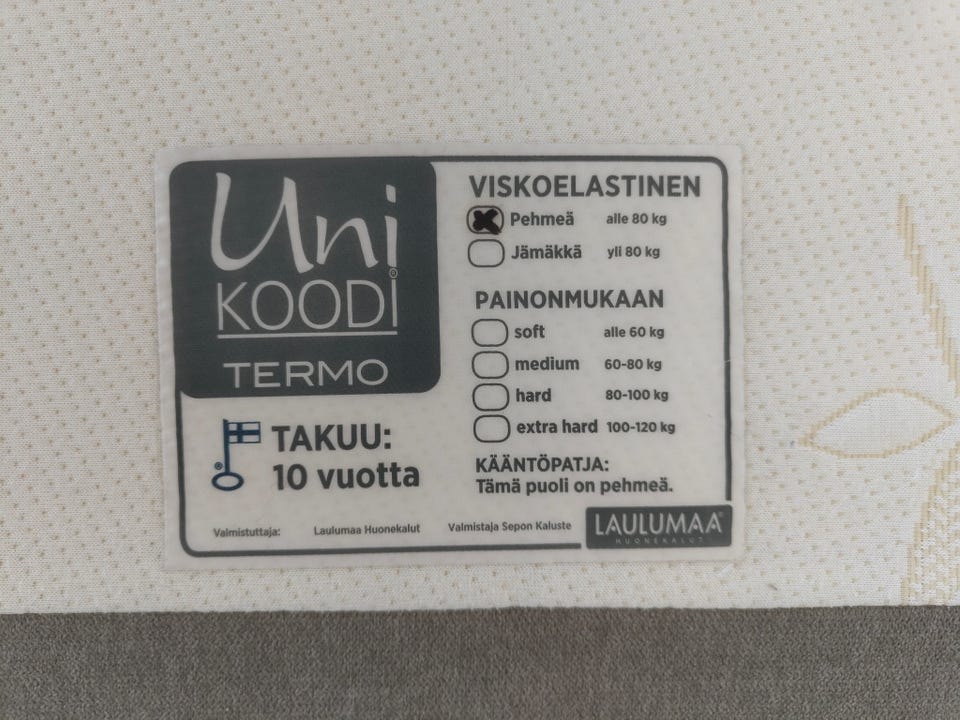 Uni
KOODI
TERMO
TAKUU:
10 vuotta
VISKOELASTINEN
Pehmeä alle 80 kg
Jämäkkä yli 80 kg
PAINONMUKAAN
soft alle 60 kg
medium 60-80 kg
hard 80-100 kg
extra hard 100-120 kg
KÄÄNTÖPATJA:
Tämä puoli on pehmeä.
Valmistuttaja: Laulumaa Huonekalut Valmistaja Sepon Kaluste
LAULUMAA®
HUONEKALUT